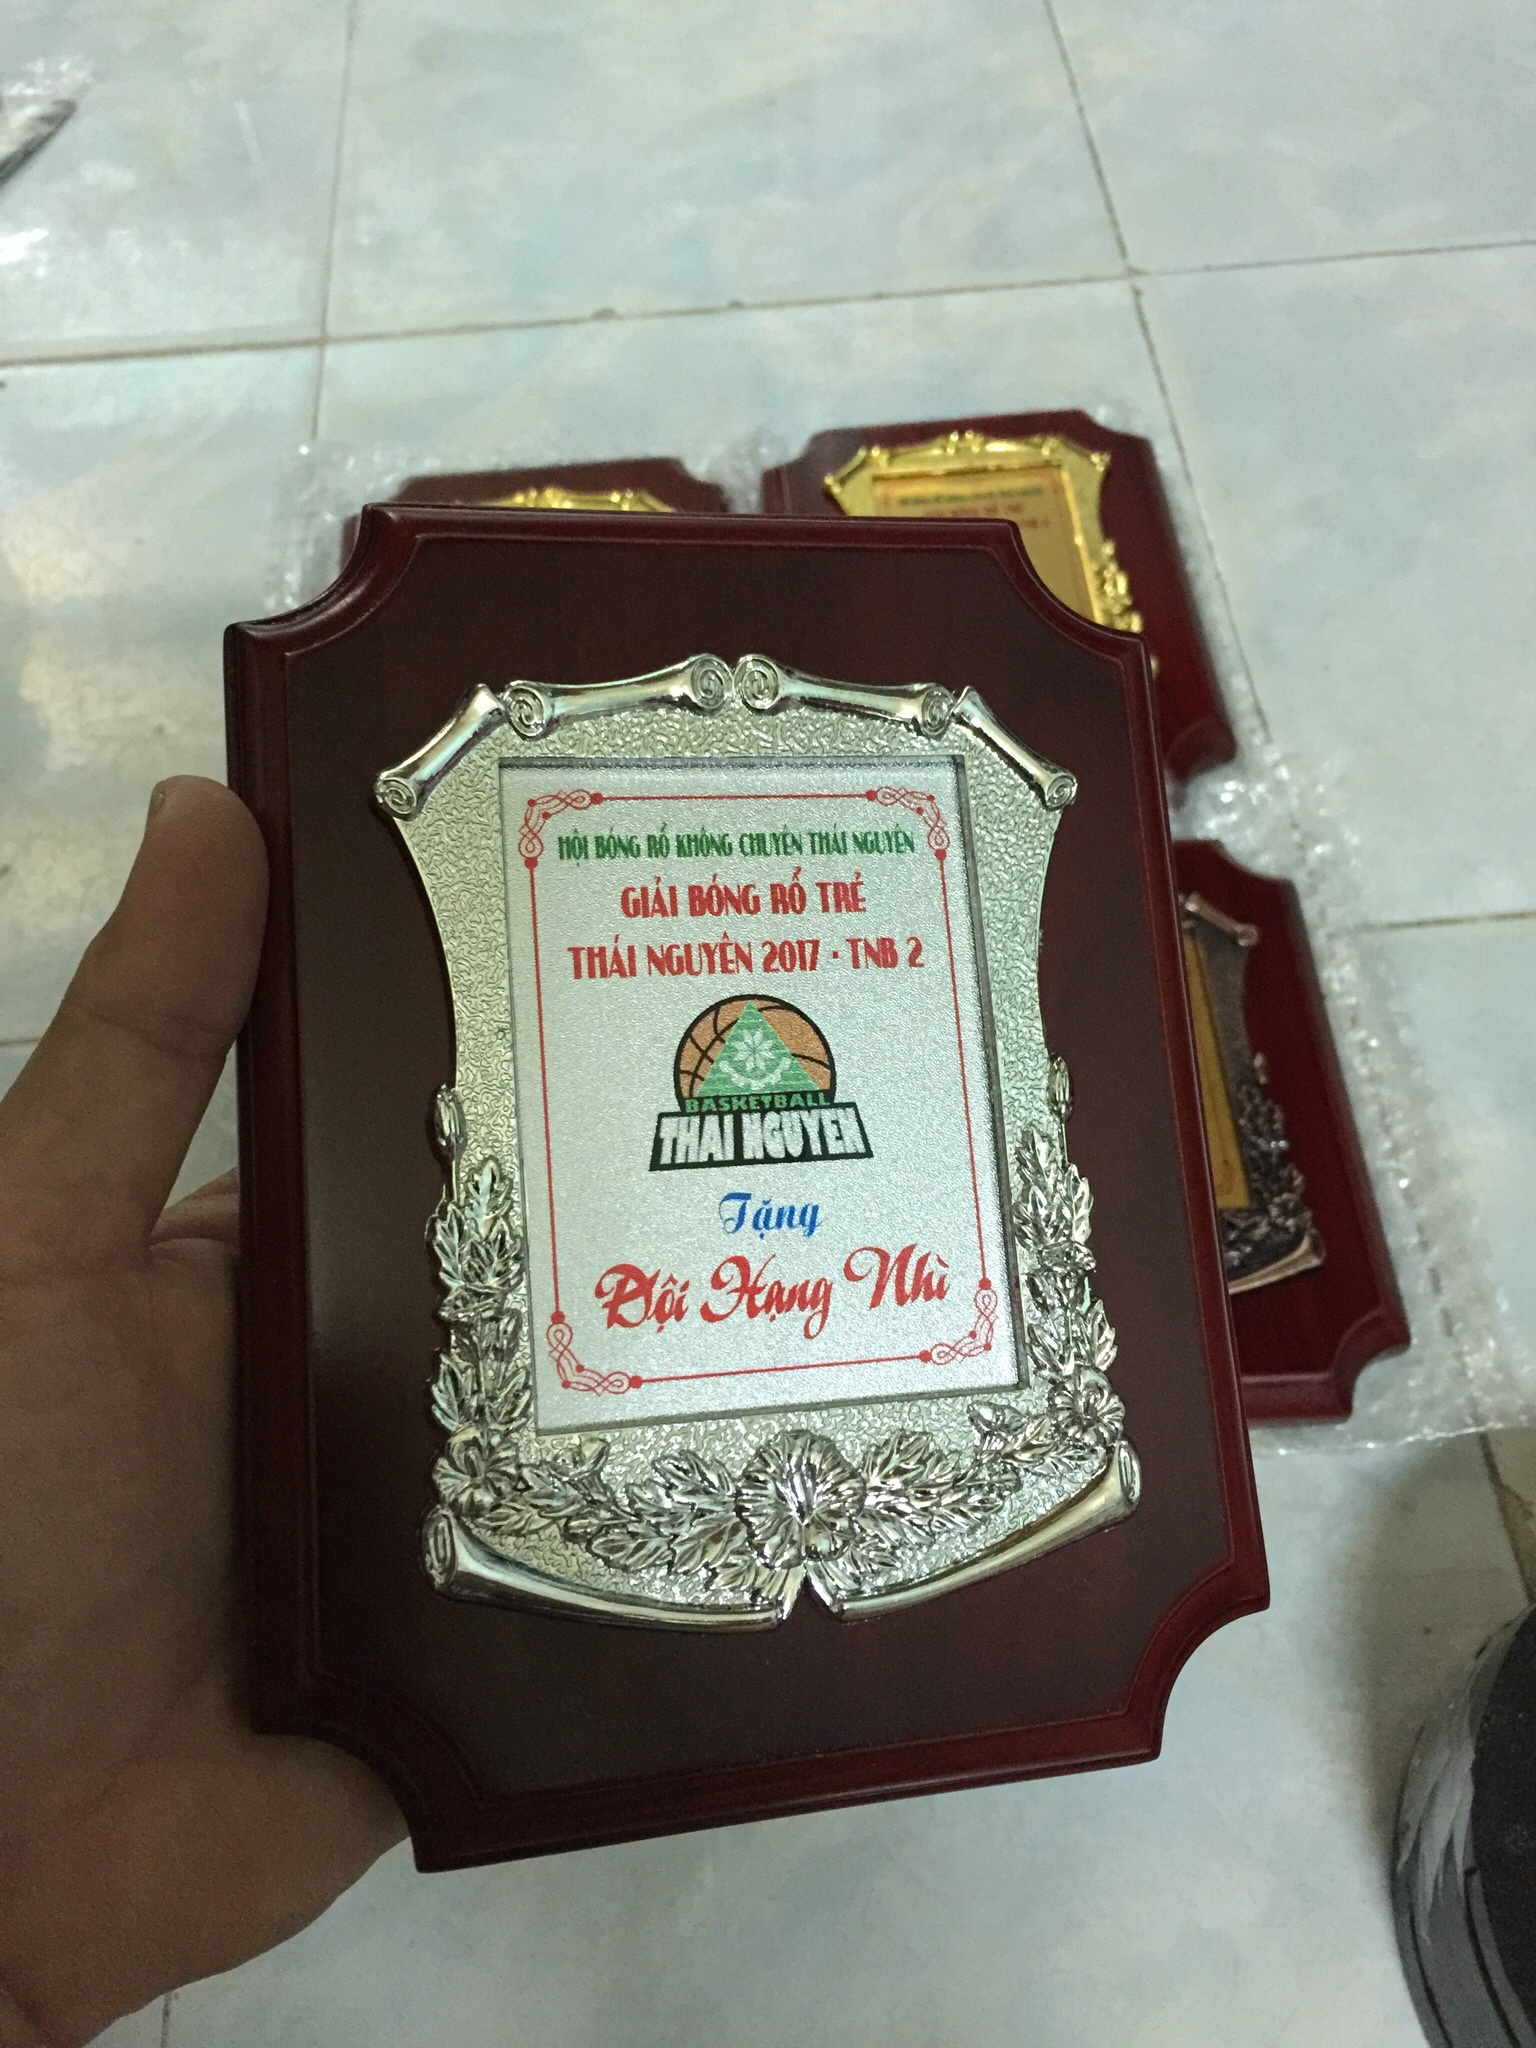 HỘI BÓNG RỔ KHÔNG CHUYÊN THÁI NGUYÊN
GIẢI BÓNG RỔ TRẺ
THÁI NGUYÊN 2017 · TNB 2
BASKETBALL
THAI NGUYEN
Tặng
Đội Hạng Nhì